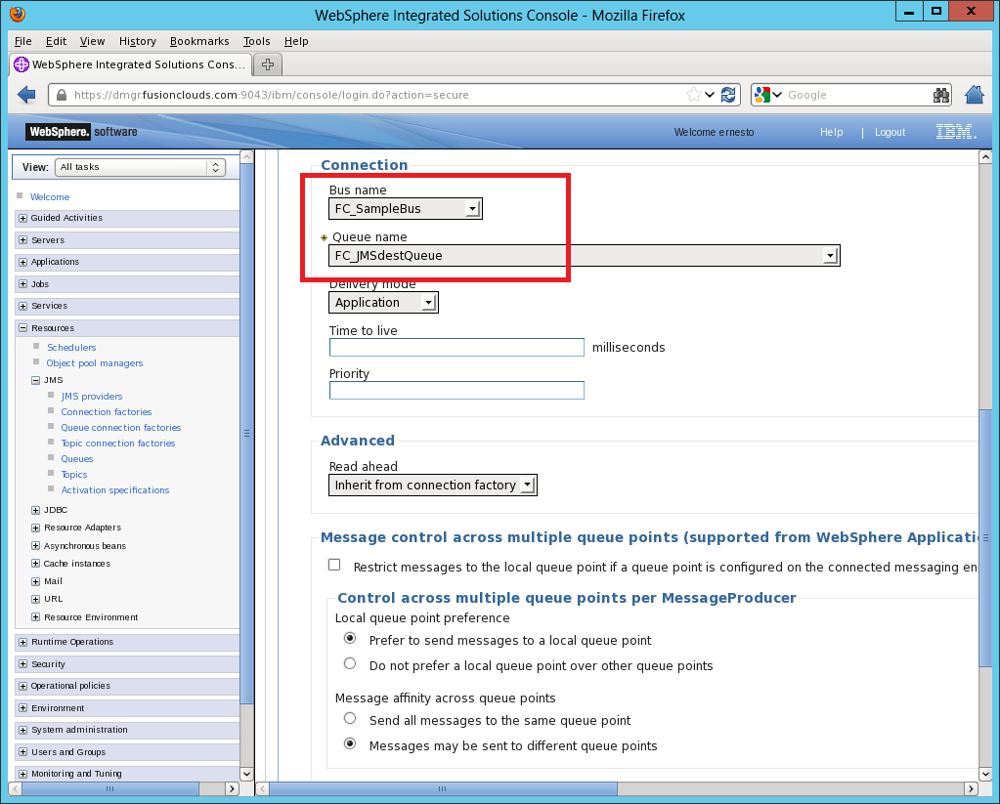 WebSphere Integrated Solutions Console - Mozilla Firefox
File Edit View History Bookmarks Tools Help
WebSphere Integrated Solutions Cons...
https://dmgr.fusionclouds.com:9043/ibm/console/login.do?action=secure
Google
WebSphere. software
Welcome ernesto
Help | Logout
IBM.
View: All tasks
Welcome
Guided Activities
Servers
Applications
Jobs
Services
Resources
Schedulers
Object pool managers
JMS
JMS providers
Connection factories
Queue connection factories
Topic connection factories
Queues
Topics
Activation specifications
JDBC
Resource Adapters
Asynchronous beans
Cache instances
Mail
URL
Resource Environment
Runtime Operations
Security
Operational policies
Environment
System administration
Users and Groups
Monitoring and Tuning
Connection
Bus name
FC_SampleBus
* Queue name
FC_JMSdestQueue
Delivery mode
Application
Time to live
milliseconds
Priority
Advanced
Read ahead
Inherit from connection factory
Message control across multiple queue points (supported from WebSphere Applicatio
Restrict messages to the local queue point if a queue point is configured on the connected messaging en
Control across multiple queue points per MessageProducer
Local queue point preference
Prefer to send messages to a local queue point
Do not prefer a local queue point over other queue points
Message affinity across queue points
Send all messages to the same queue point
Messages may be sent to different queue points